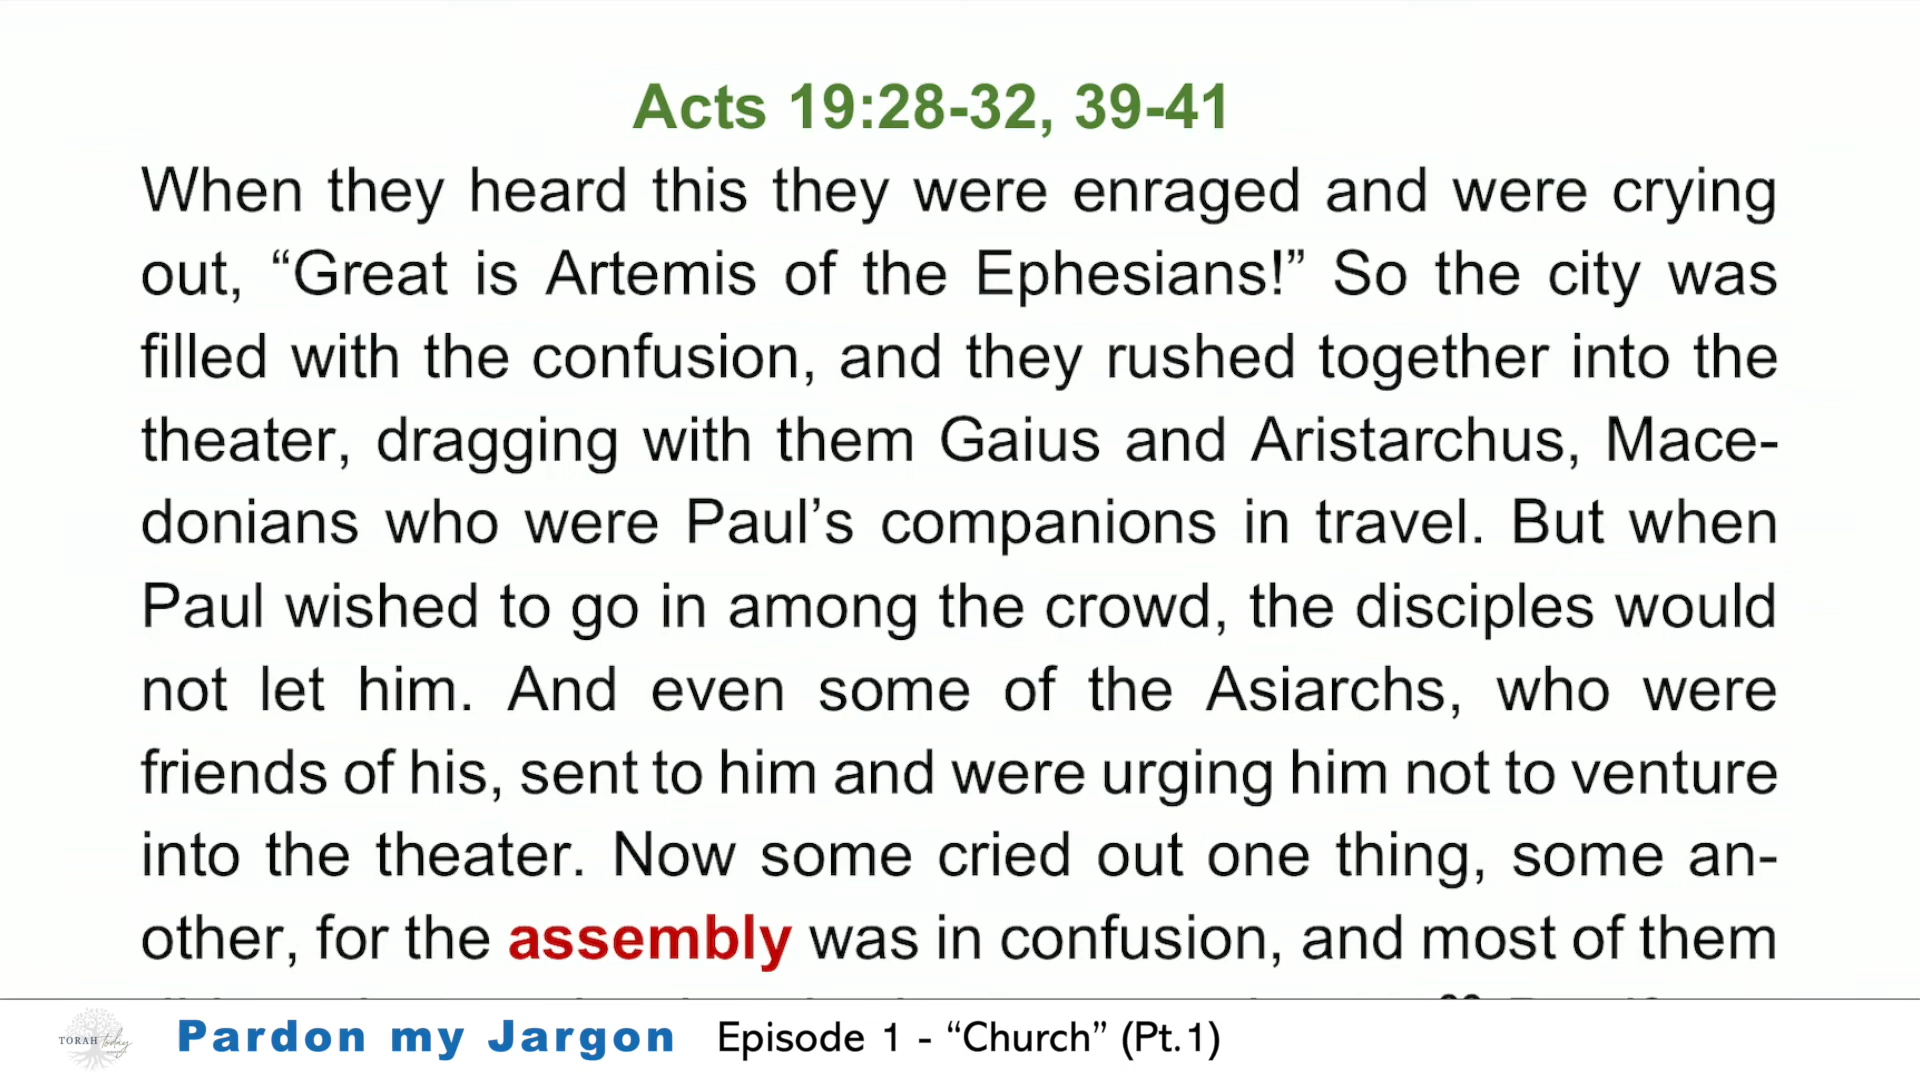 Acts 19:28-32, 39-41
When they heard this they were enraged and were crying
out, “Great is Artemis of the Ephesians!” So the city was
filled with the confusion, and they rushed together into the
theater, dragging with them Gaius and Aristarchus, Mace-
donians who were Paul’s companions in travel. But when
Paul wished to go in among the crowd, the disciples would
not let him. And even some of the Asiarchs, who were
friends of his, sent to him and were urging him not to venture
into the theater. Now some cried out one thing, some an-
other, for the assembly was in confusion, and most of them
TORAH today
Pardon my Jargon Episode 1 - “Church” (Pt.1)